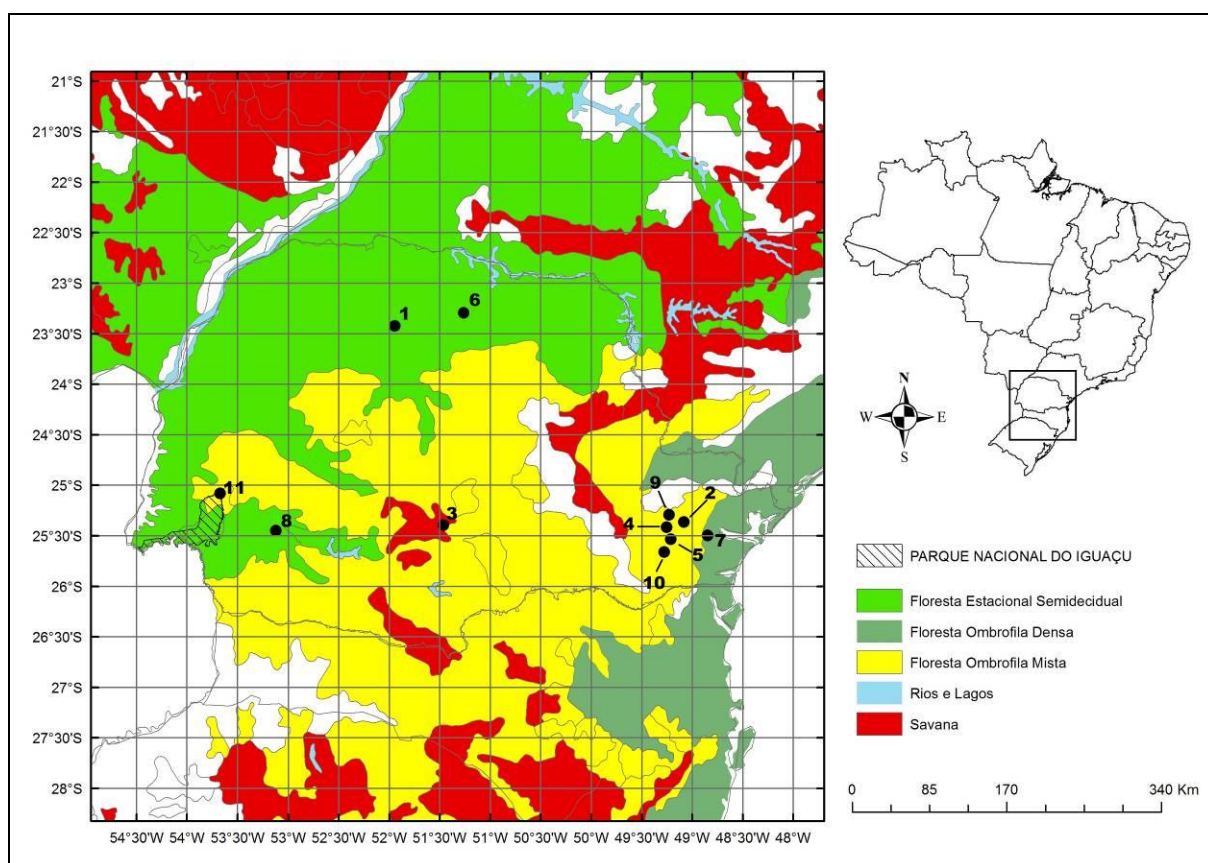 21°S
21°30'S
22°S
22°30'S
23°S
23°30'S
24°S
24°30'S
25°S
25°30'S
26°S
26°30'S
27°S
27°30'S
28°S
1
6
11
8
3
9
2
4
7
5
10
54°30'W 54°W 53°30'W 53°W 52°30'W 52°W 51°30'W 51°W 50°30'W 50°W 49°30'W 49°W 48°30'W 48°W
N
W E
S
PARQUE NACIONAL DO IGUAÇU
Floresta Estacional Semidecidual
Floresta Ombrofila Densa
Floresta Ombrofila Mista
Rios e Lagos
Savana
0 85 170 340 Km